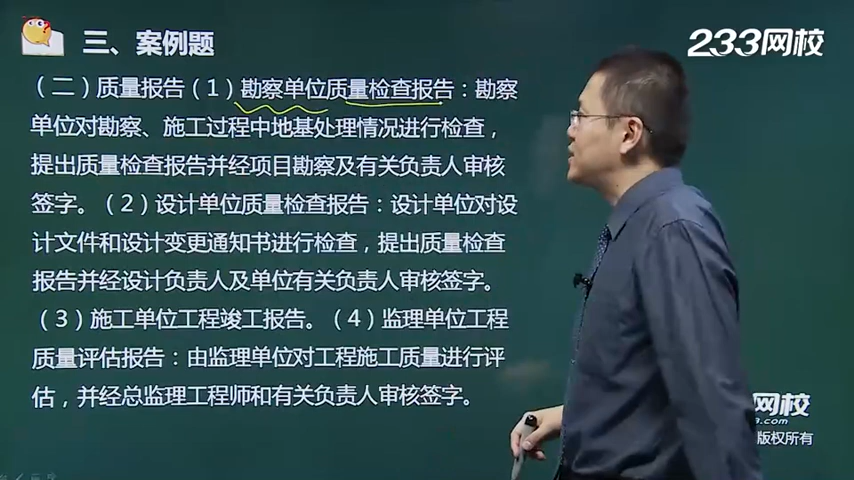 三、案例题
233网校
（二）质量报告（1）勘察单位质量检查报告：勘察
单位对勘察、施工过程中地基处理情况进行检查，
提出质量检查报告并经项目勘察及有关负责人审核
签字。（2）设计单位质量检查报告：设计单位对设
计文件和设计变更通知书进行检查，提出质量检查
报告并经设计负责人及单位有关负责人审核签字。
（3）施工单位工程竣工报告。（4）监理单位工程
质量评估报告：由监理单位对工程施工质量进行评
估，并经总监理工程师和有关负责人审核签字。
网校
版权所有